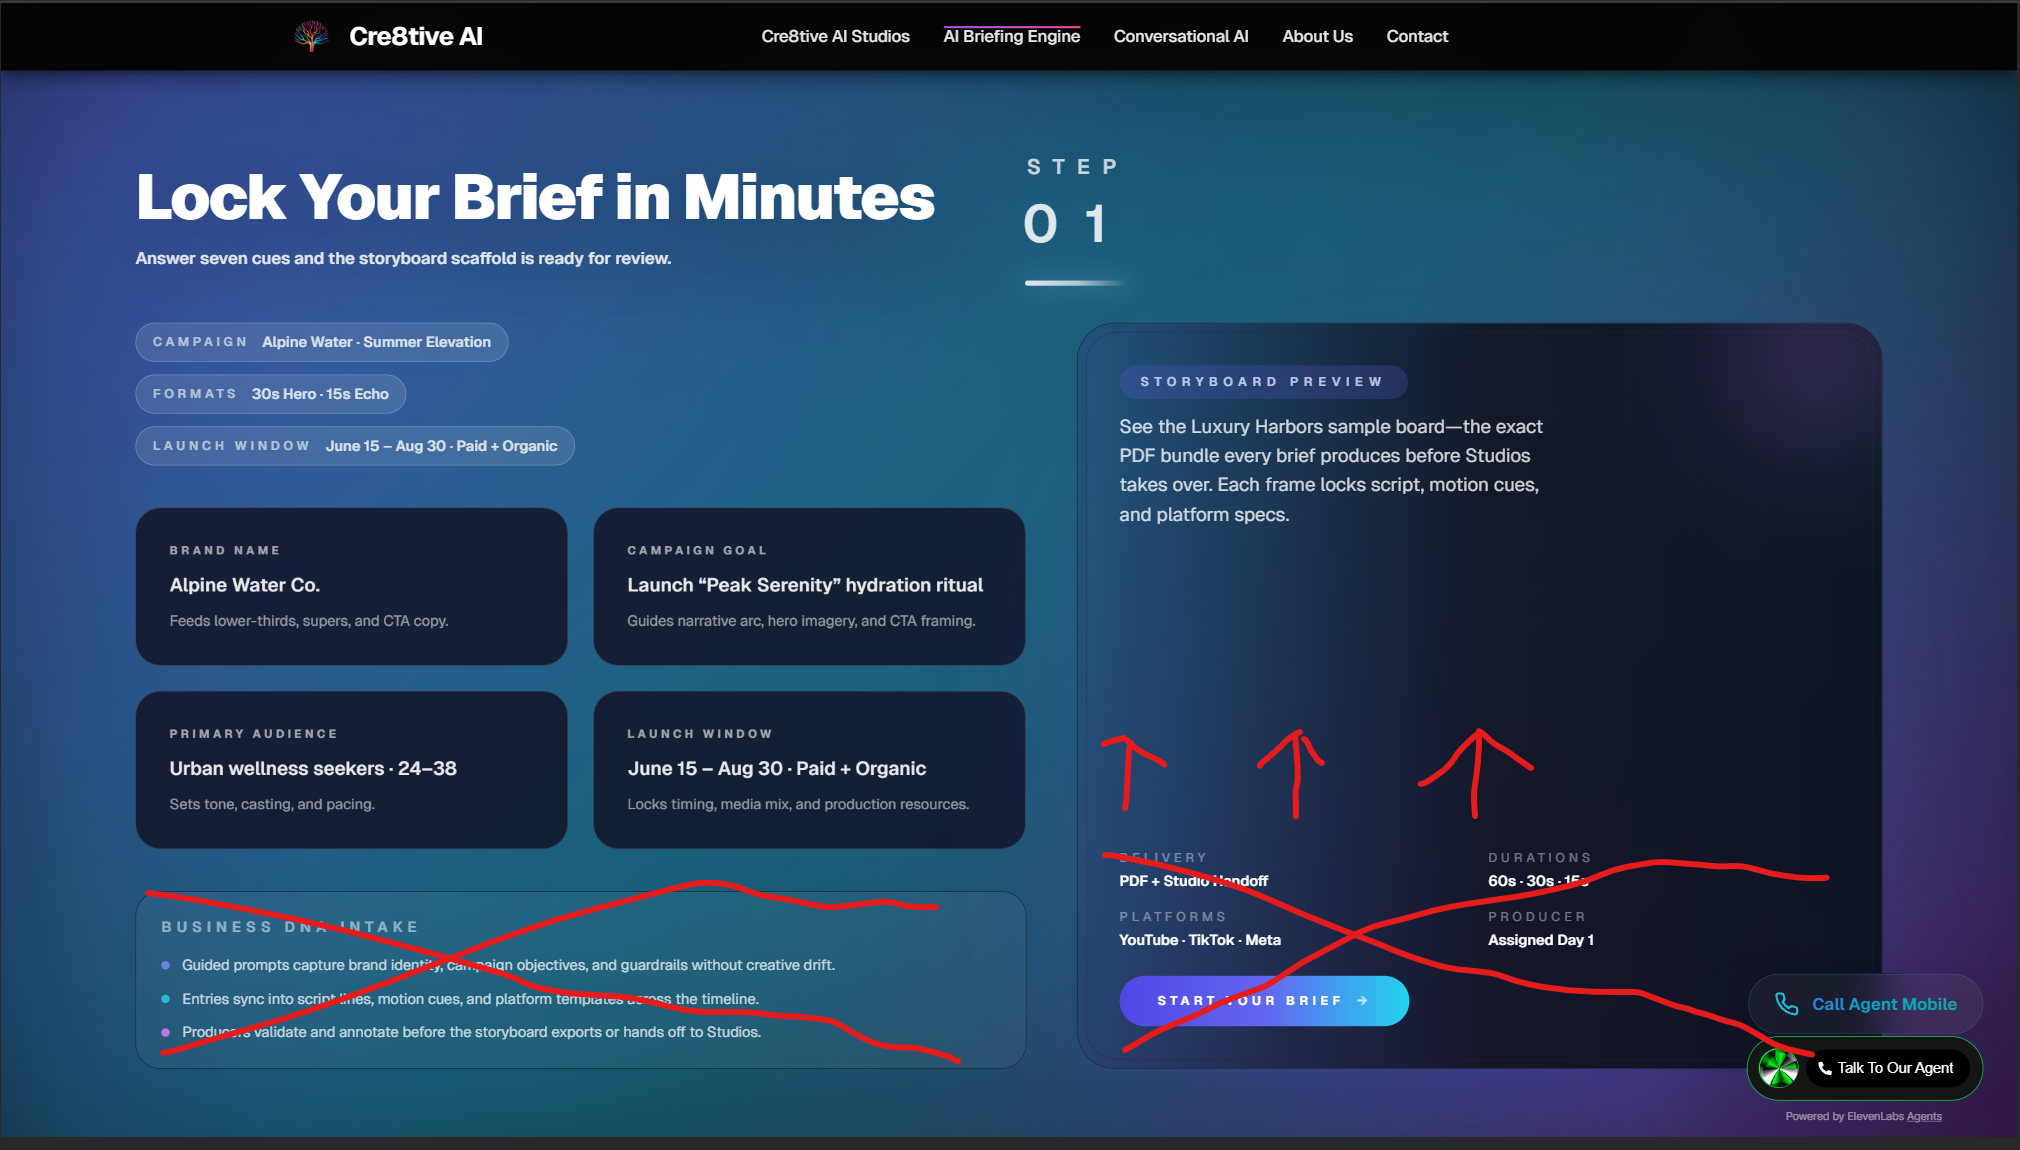 Cre8tive AI
Cre8tive AI Studios
AI Briefing Engine
Conversational AI
About Us
Contact
Lock Your Brief in Minutes
Answer seven cues and the storyboard scaffold is ready for review.
STEP
01
CAMPAIGN Alpine Water · Summer Elevation
FORMATS 30s Hero · 15s Echo
LAUNCH WINDOW June 15 – Aug 30 · Paid + Organic
BRAND NAME
Alpine Water Co.
Feeds lower-thirds, supers, and CTA copy.
CAMPAIGN GOAL
Launch “Peak Serenity” hydration ritual
Guides narrative arc, hero imagery, and CTA framing.
PRIMARY AUDIENCE
Urban wellness seekers · 24–38
Sets tone, casting, and pacing.
LAUNCH WINDOW
June 15 – Aug 30 · Paid + Organic
Locks timing, media mix, and production resources.
BUSINESS DNA INTAKE
Guided prompts capture brand identity, campaign objectives, and guardrails without creative drift.
Entries sync into script lines, motion cues, and platform templates across the timeline.
Producers validate and annotate before the storyboard exports or hands off to Studios.
STORYBOARD PREVIEW
See the Luxury Harbors sample board—the exact
PDF bundle every brief produces before Studios
takes over. Each frame locks script, motion cues,
and platform specs.
DELIVERY
PDF + Studio Handoff
DURATIONS
60s · 30s · 15s
PLATFORMS
YouTube · TikTok · Meta
PRODUCER
Assigned Day 1
START YOUR BRIEF →
Call Agent Mobile
Talk To Our Agent
Powered by ElevenLabs Agents